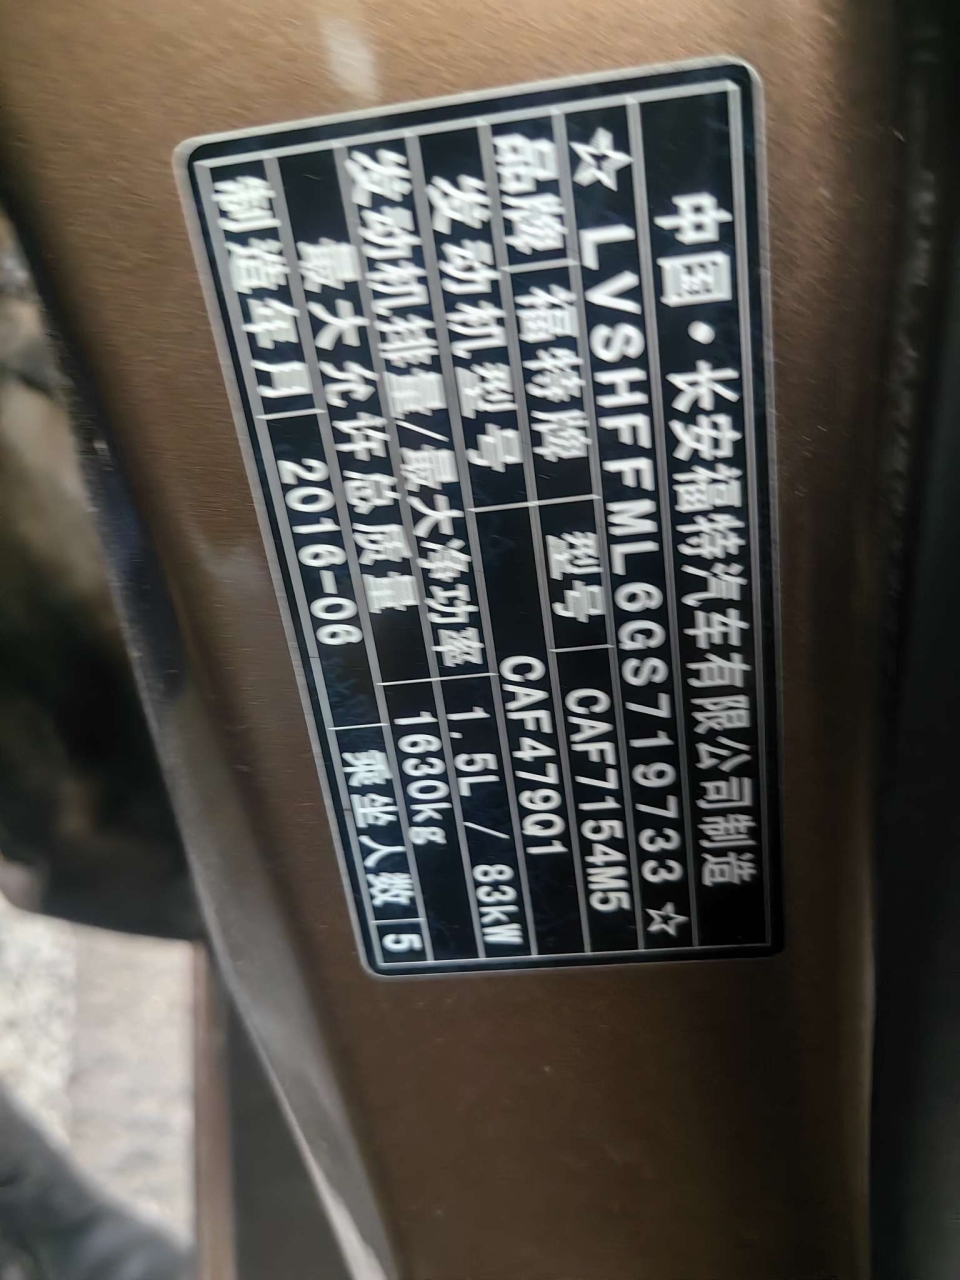 中国·长安福特汽车有限公司制造
☆LVSHFFML6GS719733☆
品牌 福特牌 型号 CAF7154M5
发动机型号 CAF479Q1
发动机排量/最大净功率 1.5L / 83kW
最大允许总质量 1630kg
制造年月 2016-06 乘坐人数 5